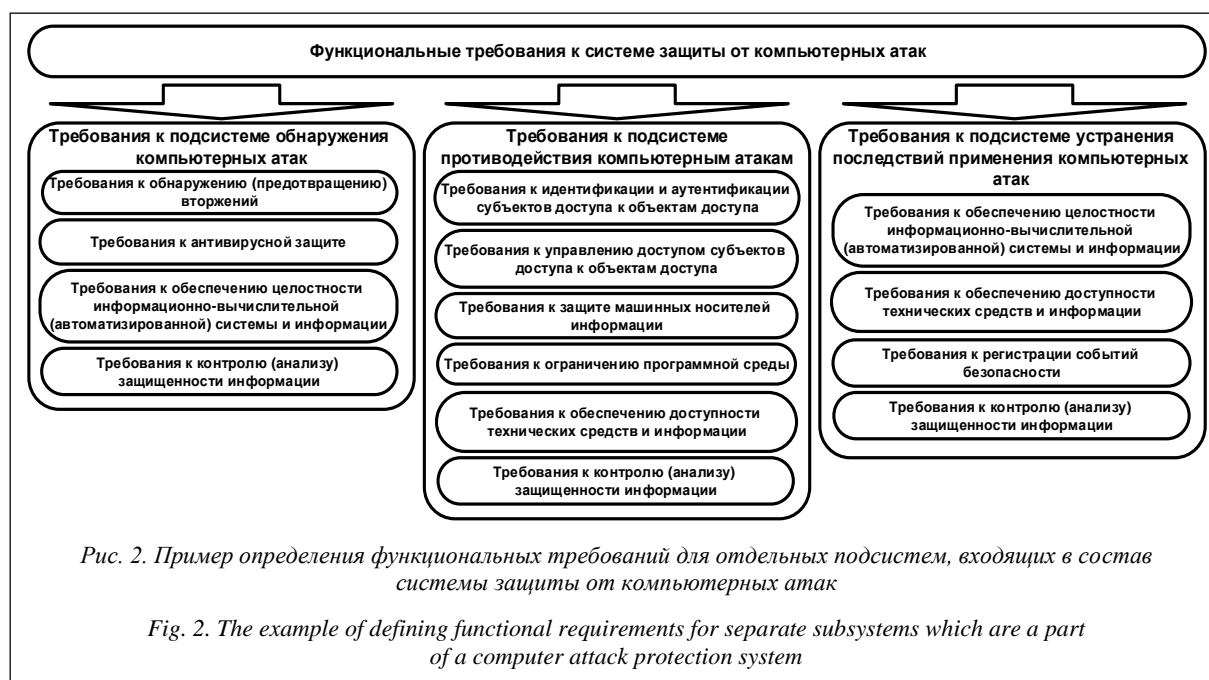 Функциональные требования к системе защиты от компьютерных атак
Требования к подсистеме обнаружения
компьютерных атак
Требования к обнаружению (предотвращению)
вторжений
Требования к антивирусной защите
Требования к обеспечению целостности
информационно-вычислительной
(автоматизированной) системы и информации
Требования к контролю (анализу)
защищенности информации
Требования к подсистеме
противодействия компьютерным атакам
Требования к идентификации и аутентификации
субъектов доступа к объектам доступа
Требования к управлению доступом субъектов
доступа к объектам доступа
Требования к защите машинных носителей
информации
Требования к ограничению программной среды
Требования к обеспечению доступности
технических средств и информации
Требования к контролю (анализу)
защищенности информации
Требования к подсистеме устранения
последствий применения компьютерных
атак
Требования к обеспечению целостности
информационно-вычислительной
(автоматизированной) системы и информации
Требования к обеспечению доступности
технических средств и информации
Требования к регистрации событий
безопасности
Требования к контролю (анализу)
защищенности информации
Рис. 2. Пример определения функциональных требований для отдельных подсистем, входящих в состав
системы защиты от компьютерных атак
Fig. 2. The example of defining functional requirements for separate subsystems which are a part
of a computer attack protection system